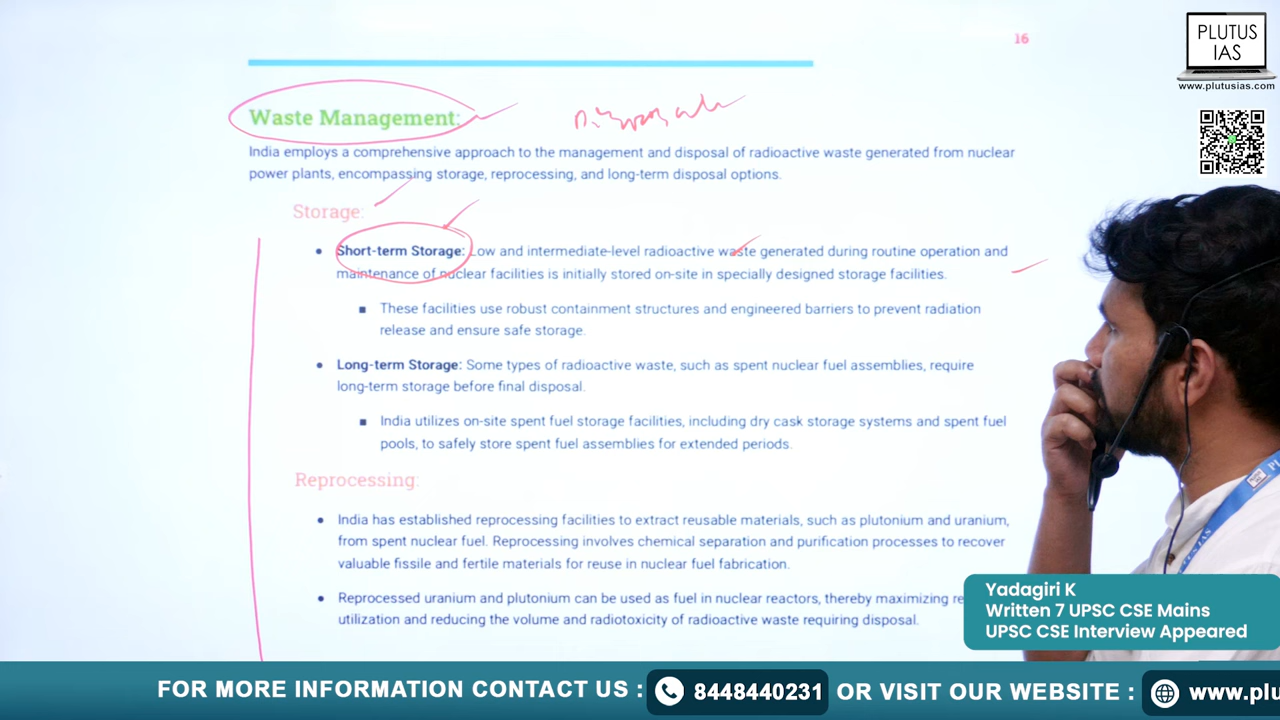 16
PLUTUS
IAS
www.plutusias.com
Waste Management:
India employs a comprehensive approach to the management and disposal of radioactive waste generated from nuclear
power plants, encompassing storage, reprocessing, and long-term disposal options.
Storage:
• Short-term Storage: Low and intermediate-level radioactive waste generated during routine operation and
maintenance of nuclear facilities is initially stored on-site in specially designed storage facilities.
▪ These facilities use robust containment structures and engineered barriers to prevent radiation
release and ensure safe storage.
• Long-term Storage: Some types of radioactive waste, such as spent nuclear fuel assemblies, require
long-term storage before final disposal.
▪ India utilizes on-site spent fuel storage facilities, including dry cask storage systems and spent fuel
pools, to safely store spent fuel assemblies for extended periods.
Reprocessing:
• India has established reprocessing facilities to extract reusable materials, such as plutonium and uranium,
from spent nuclear fuel. Reprocessing involves chemical separation and purification processes to recover
valuable fissile and fertile materials for reuse in nuclear fuel fabrication.
• Reprocessed uranium and plutonium can be used as fuel in nuclear reactors, thereby maximizing re
utilization and reducing the volume and radiotoxicity of radioactive waste requiring disposal.
Yadagiri K
Written 7 UPSC CSE Mains
UPSC CSE Interview Appeared
FOR MORE INFORMATION CONTACT US : 8448440231 OR VISIT OUR WEBSITE : www.plu